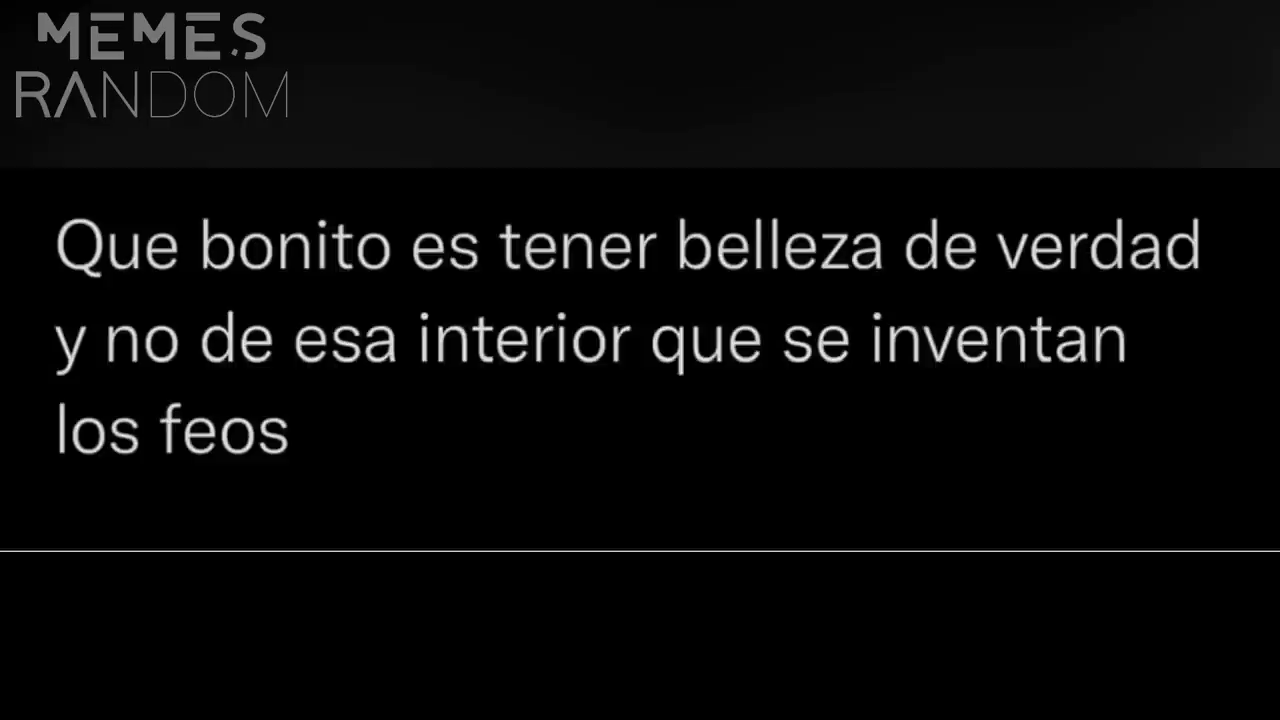 MEMES
RANDOM
Que bonito es tener belleza de verdad
y no de esa interior que se inventan
los feos